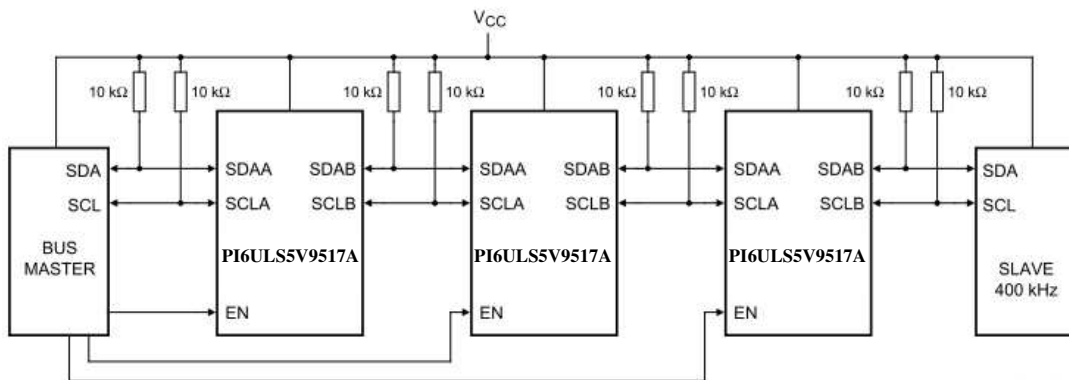 VCC
10 kΩ 10 kΩ 10 kΩ 10 kΩ 10 kΩ 10 kΩ 10 kΩ 10 kΩ
SDA SDAA SDAB SDAA SDAB SDAA SDAB SDA
SCL SCLA SCLB SCLA SCLB SCLA SCLB SCL
BUS
MASTER
PI6ULS5V9517A PI6ULS5V9517A PI6ULS5V9517A
SLAVE
400 kHz
EN EN EN